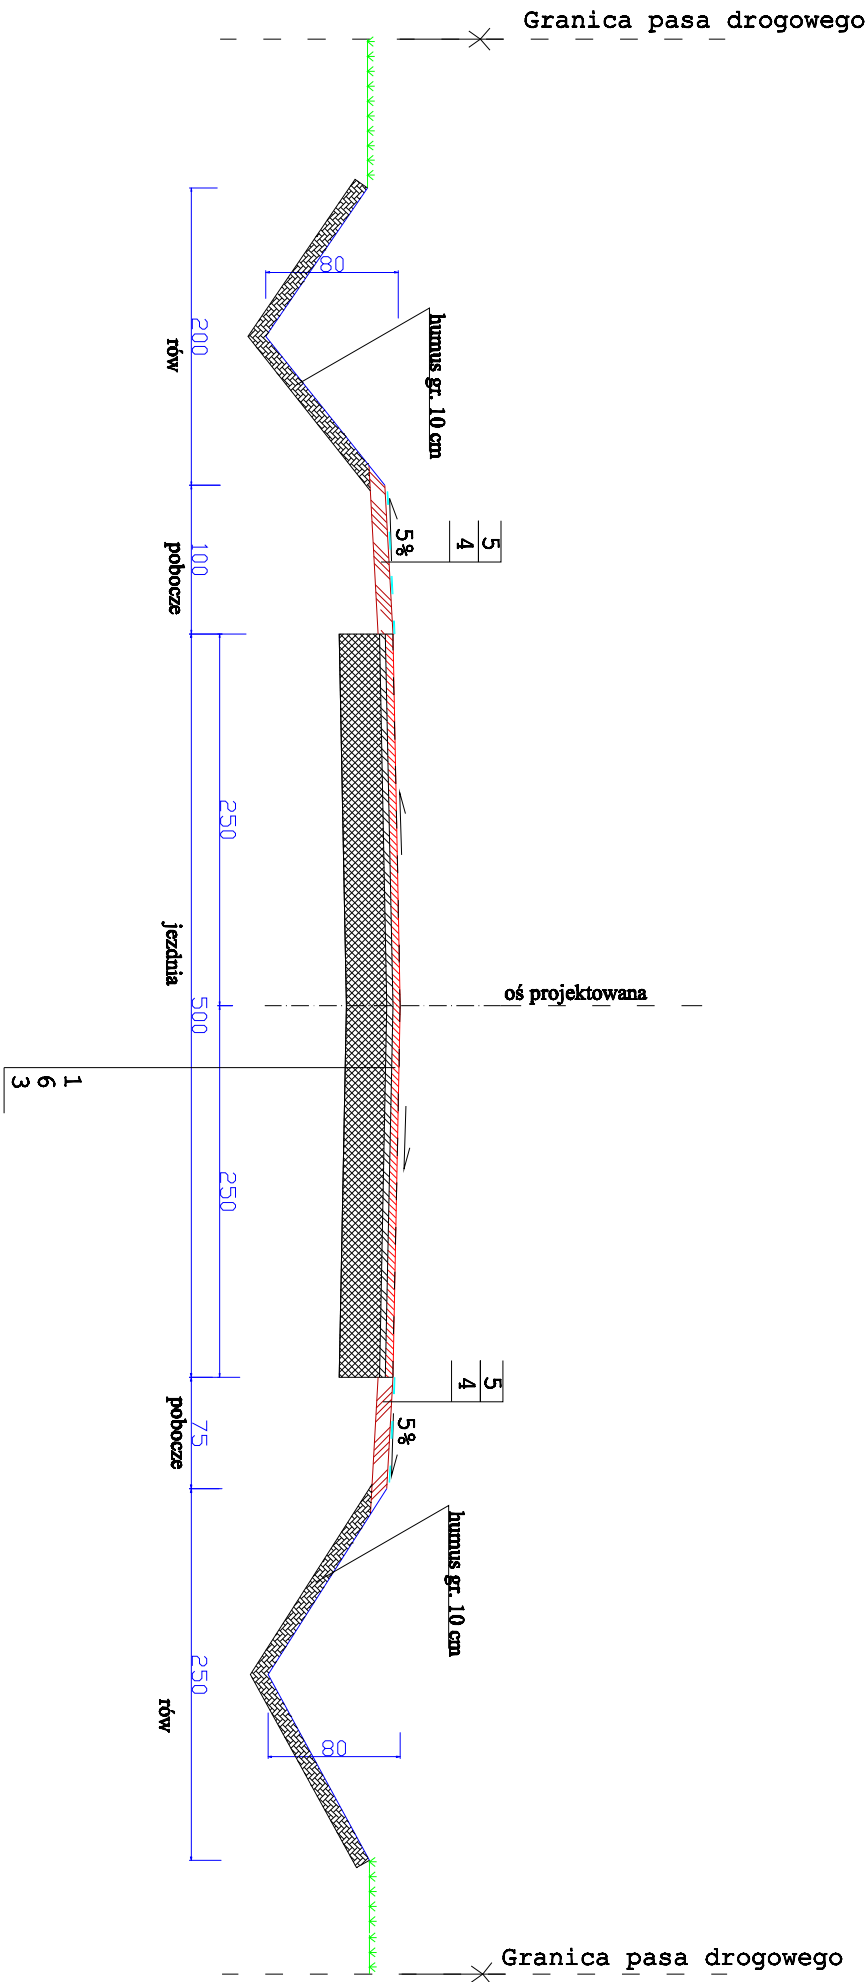 Granica pasa drogowego
80
200
rów
humus gr. 10 cm
5
4
5%
100
pobocze
250
jezdnia
500
oś projektowana
1
6
3
250
5
4
5%
75
pobocze
humus gr. 10 cm
250
rów
80
Granica pasa drogowego